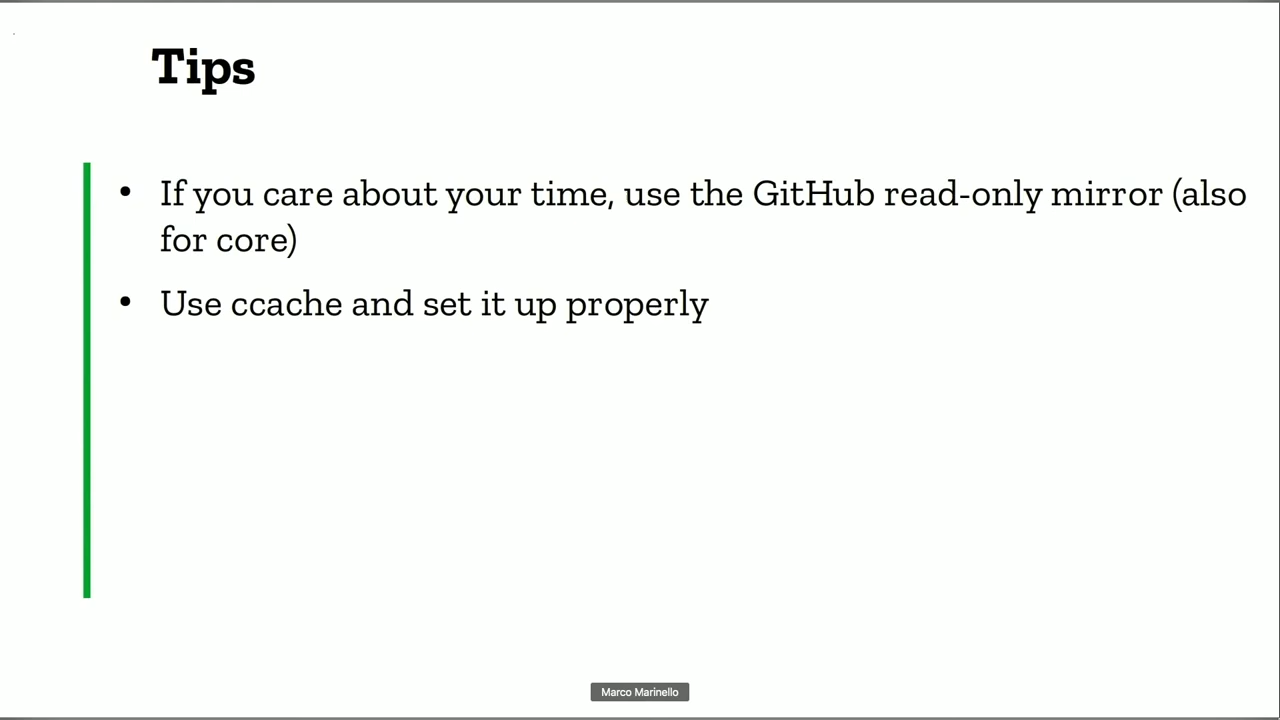 Tips
• If you care about your time, use the GitHub read-only mirror (also
for core)
• Use ccache and set it up properly
Marco Marinello